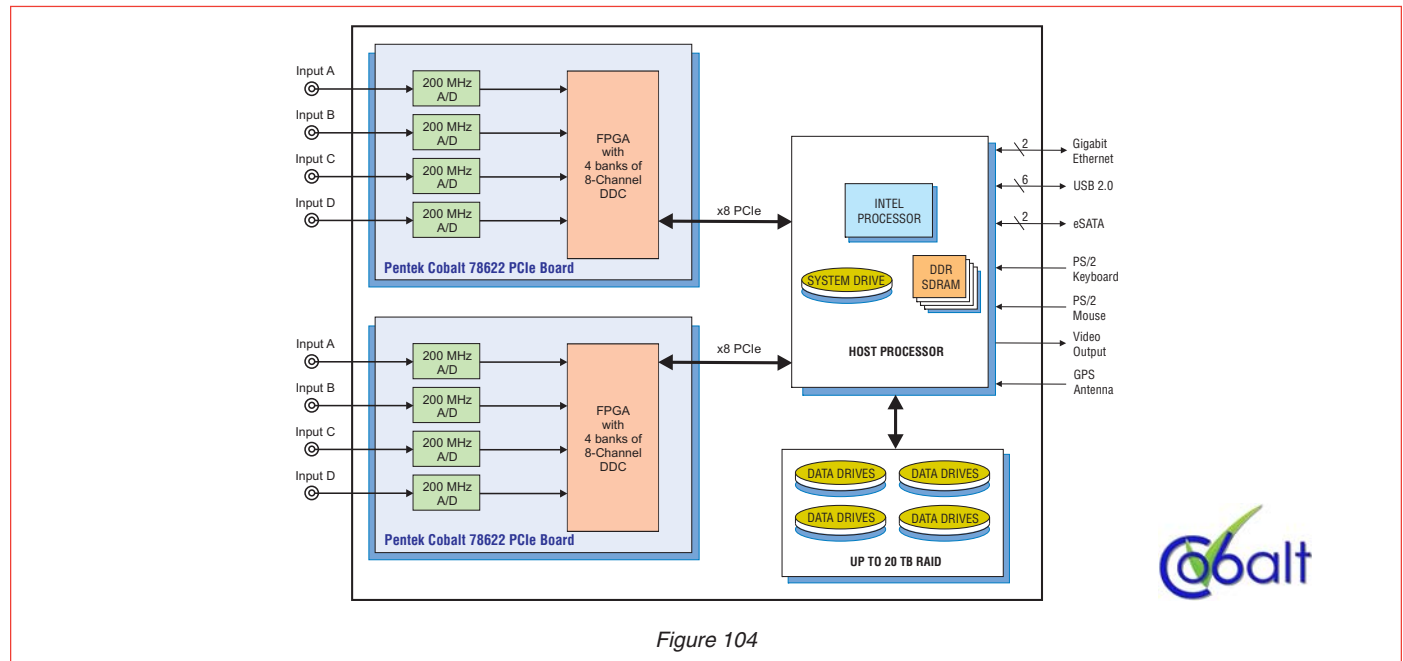 Input A
200 MHz
A/D
Input B
200 MHz
A/D
Input C
200 MHz
A/D
Input D
200 MHz
A/D
FPGA
with
4 banks of
8-Channel
DDC
Pentek Cobalt 78622 PCIe Board
x8 PCIe
Input A
200 MHz
A/D
Input B
200 MHz
A/D
Input C
200 MHz
A/D
Input D
200 MHz
A/D
FPGA
with
4 banks of
8-Channel
DDC
Pentek Cobalt 78622 PCIe Board
x8 PCIe
INTEL
PROCESSOR
SYSTEM DRIVE
DDR
SDRAM
HOST PROCESSOR
2
Gigabit
Ethernet
6
USB 2.0
2
eSATA
PS/2
Keyboard
PS/2
Mouse
Video
Output
GPS
Antenna
DATA DRIVES
DATA DRIVES
DATA DRIVES
DATA DRIVES
UP TO 20 TB RAID
Cobalt
Figure 104